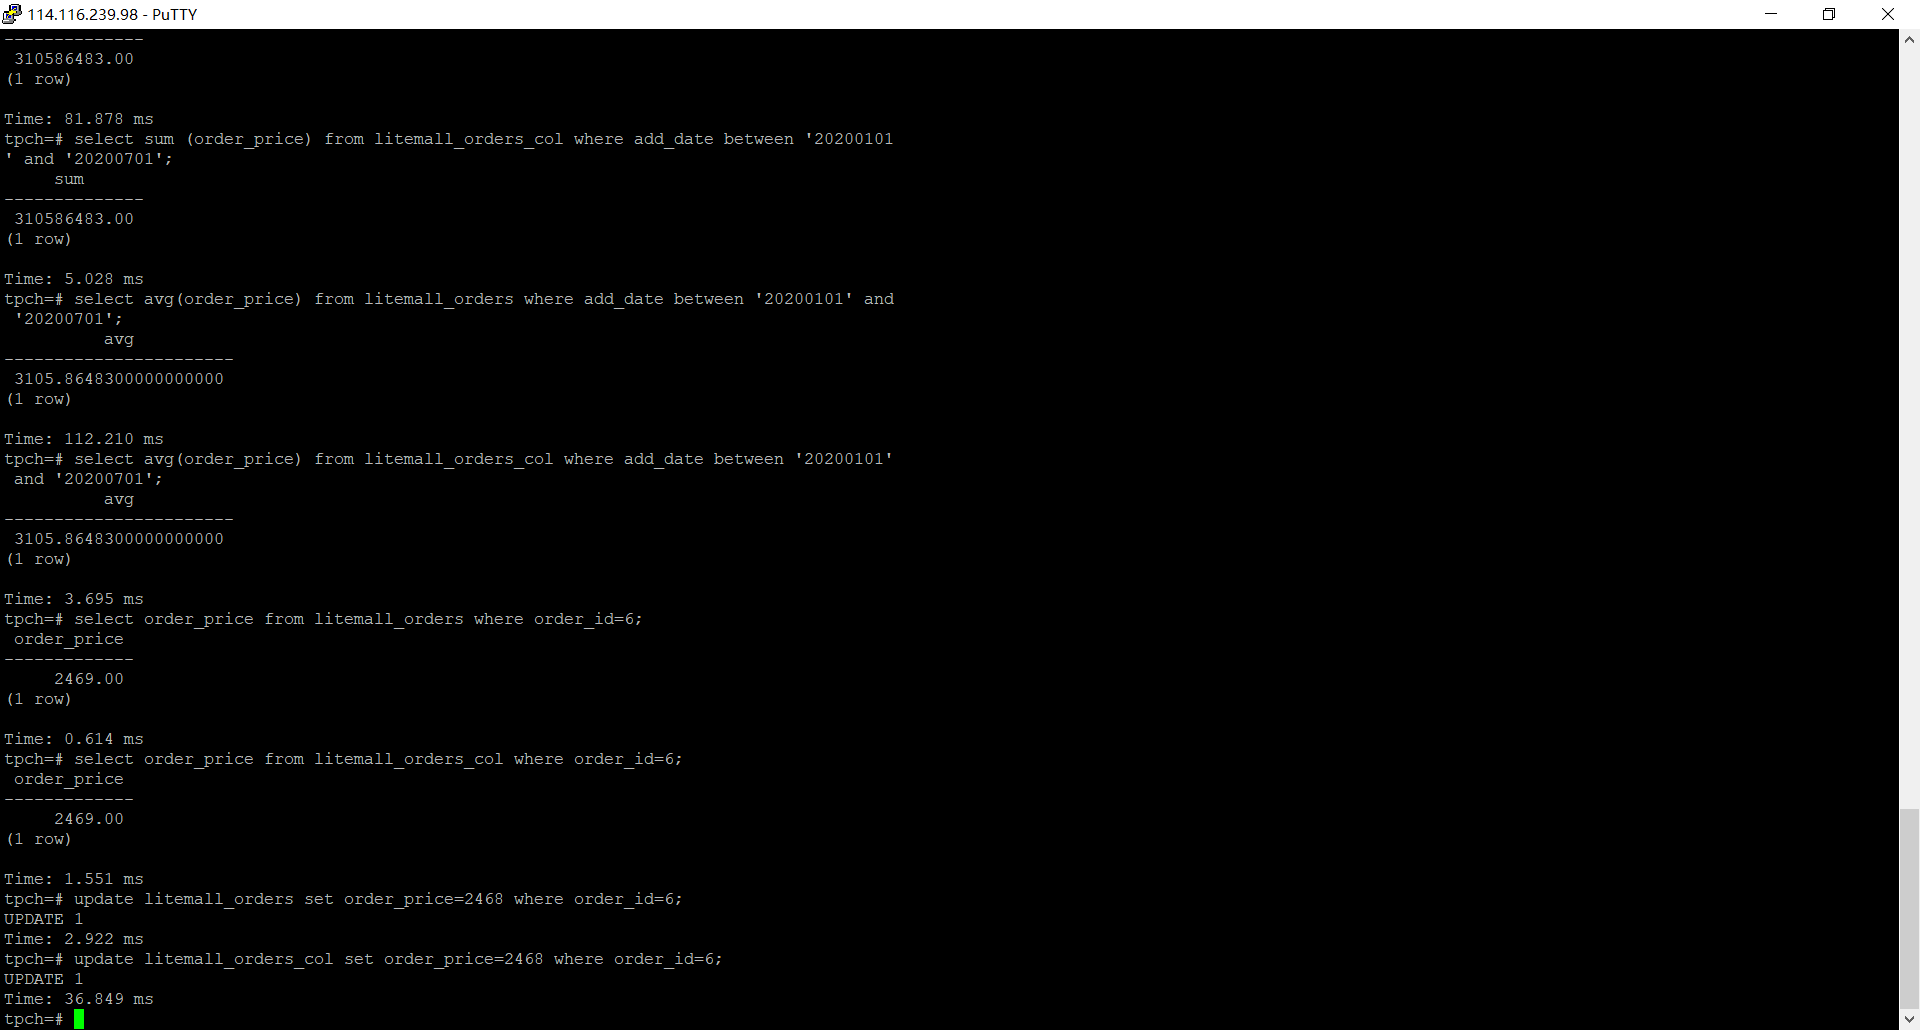 114.116.239.98 - PuTTY
--------------
 310586483.00
(1 row)

Time: 81.878 ms
tpch=# select sum (order_price) from litemall_orders_col where add_date between '20200101
' and '20200701';
     sum
--------------
 310586483.00
(1 row)

Time: 5.028 ms
tpch=# select avg(order_price) from litemall_orders where add_date between '20200101' and
 '20200701';
          avg
-----------------------
 3105.8648300000000000
(1 row)

Time: 112.210 ms
tpch=# select avg(order_price) from litemall_orders_col where add_date between '20200101'
 and '20200701';
          avg
-----------------------
 3105.8648300000000000
(1 row)

Time: 3.695 ms
tpch=# select order_price from litemall_orders where order_id=6;
 order_price
-------------
     2469.00
(1 row)

Time: 0.614 ms
tpch=# select order_price from litemall_orders_col where order_id=6;
 order_price
-------------
     2469.00
(1 row)

Time: 1.551 ms
tpch=# update litemall_orders set order_price=2468 where order_id=6;
UPDATE 1
Time: 2.922 ms
tpch=# update litemall_orders_col set order_price=2468 where order_id=6;
UPDATE 1
Time: 36.849 ms
tpch=#